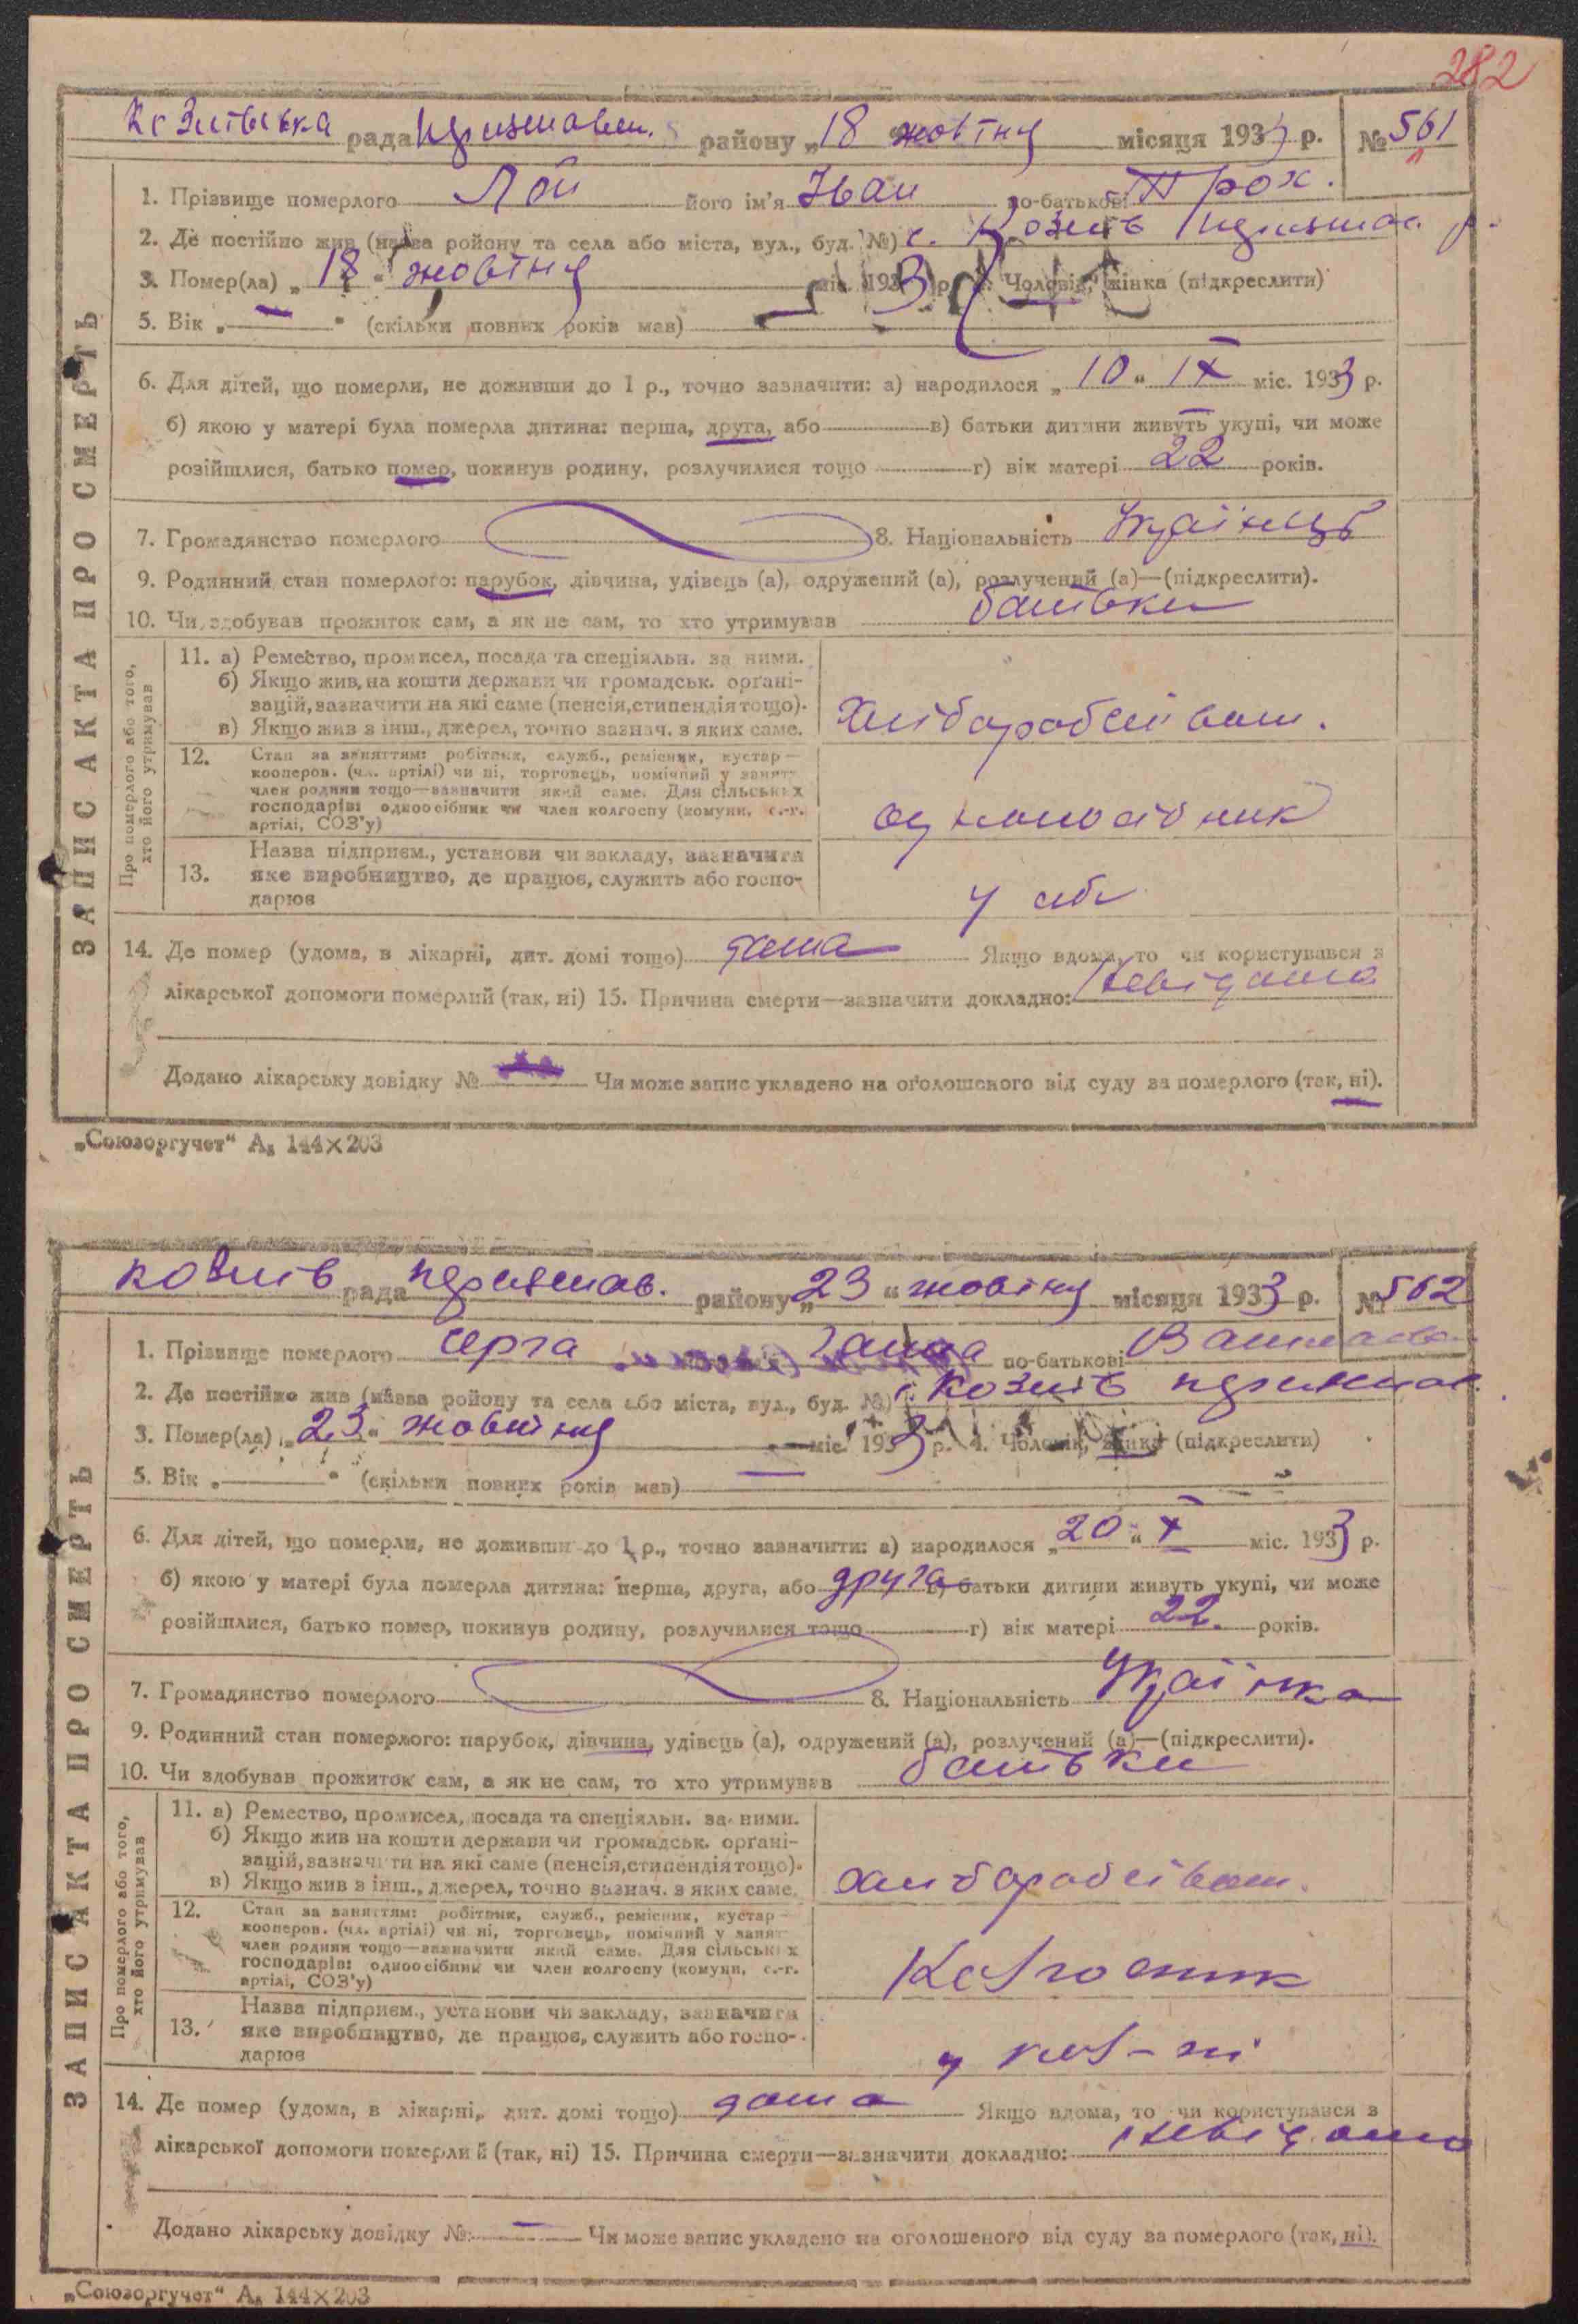 282
Козитвська рада Переяславськ. району „18“ жовтня місяця 1933 р. № 561
1. Прізвище померлого Лой його ім'я Іван по-батькові Трох.
2. Де постійно жив (назва району та села або міста, вул., буд. №) с. Козитв Переяслав. р.
3. Помер(ла) „18“ жовтня міс. 1933 р. 4. Чоловік, жінка (підкреслити)
5. Вік „—“ (скільки повних років мав)
6. Для дітей, що померли, не доживши до 1 р., точно зазначити: а) народилося „10“ IX міс. 1933 р.
б) якою у матері була померла дитина: перша, друга, або — в) батьки дитини живуть укупі, чи може
розійшлися, батько помер, покинув родину, розлучилися тощо — г) вік матері 22 років.
7. Громадянство померлого 8. Національність Українець
9. Родинний стан померлого: парубок, дівчина, удівець (а), одружений (а), розлучений (а)—(підкреслити).
10. Чи здобував прожиток сам, а як не сам, то хто утримував батьки
ЗАПИС АКТА ПРО СМЕРТЬ
Про померлого або того, хто його утримував
11. а) Ремество, промисел, посада та спеціяльн. за ними.
б) Якщо жив, на кошти держави чи громадськ. орґані-
зацій, зазначити на які саме (пенсія, стипендія тощо).
в) Якщо жив з інш., джерел, точно зазнач. з яких саме.
хліборобство
12. Стан за заняттям: робітник, служб., ремісник, кустар—
кооперов. (чл. артілі) чи ні, торговець, помічний у занят.
член родини тощо—зазначити який саме. Для сільських
господарів: одноосібник чи член колгоспу (комуни, с.-г.
артілі, СОЗ'у)
одноосібник
13. Назва підприєм., установи чи закладу, зазначити
яке виробництво, де працює, служить або госпо-
дарює
у себе
14. Де помер (удома, в лікарні, дит. домі тощо) дома Якщо вдома, то чи користувався з
лікарської допомоги померлий (так, ні) 15. Причина смерти—зазначити докладно: Невідома
Додано лікарську довідку № Чи може запис укладено на оголошеного від суду за померлого (так, ні).
„Союзоргучет“ А₅ 144×203
Козитв рада Переяслав. району „23“ жовтня місяця 1933 р. № 562
1. Прізвище померлого Серга Ганна по-батькові
2. Де постійно жив (назва району та села або міста, вул., буд. №) с. Козитв Переяслав.
3. Помер(ла) „23“ жовтня міс. 1933 р. 4. Чоловік, жінка (підкреслити)
5. Вік „—“ (скільки повних років мав) —
6. Для дітей, що померли, не доживши до 1 р., точно зазначити: а) народилося „20“ X міс. 1933 р.
б) якою у матері була померла дитина: перша, друга, або друга в) батьки дитини живуть укупі, чи може
розійшлися, батько помер, покинув родину, розлучилися тощо — г) вік матері 22. років.
7. Громадянство померлого 8. Національність Українка
9. Родинний стан померлого: парубок, дівчина, удівець (а), одружений (а), розлучений (а)—(підкреслити).
10. Чи здобував прожиток сам, а як не сам, то хто утримував батьки
ЗАПИС АКТА ПРО СМЕРТЬ
Про померлого або того, хто його утримував
11. а) Ремество, промисел, посада та спеціяльн. за ними.
б) Якщо жив на кошти держави чи громадськ. орґані-
зацій, зазначити на які саме (пенсія, стипендія тощо).
в) Якщо жив з інш., джерел, точно зазнач. з яких саме.
хліборобство
12. Стан за заняттям: робітник, служб., ремісник, кустар—
кооперов. (чл. артілі) чи ні, торговець, помічний у занят.
член родини тощо—зазначити який саме. Для сільських
господарів: одноосібник чи член колгоспу (комуни, с.-г.
артілі, СОЗ'у)
Колгоспник
13. Назва підприєм., установи чи закладу, зазначити
яке виробництво, де працює, служить або госпо-
дарює
у кол-пі
14. Де помер (удома, в лікарні, дит. домі тощо) дома Якщо вдома, то чи користувався з
лікарської допомоги померлий (так, ні) 15. Причина смерти—зазначити докладно: Невідома
Додано лікарську довідку № — Чи може запис укладено на оголошеного від суду за померлого (так, ні).
„Союзоргучет“ А₅ 144×203